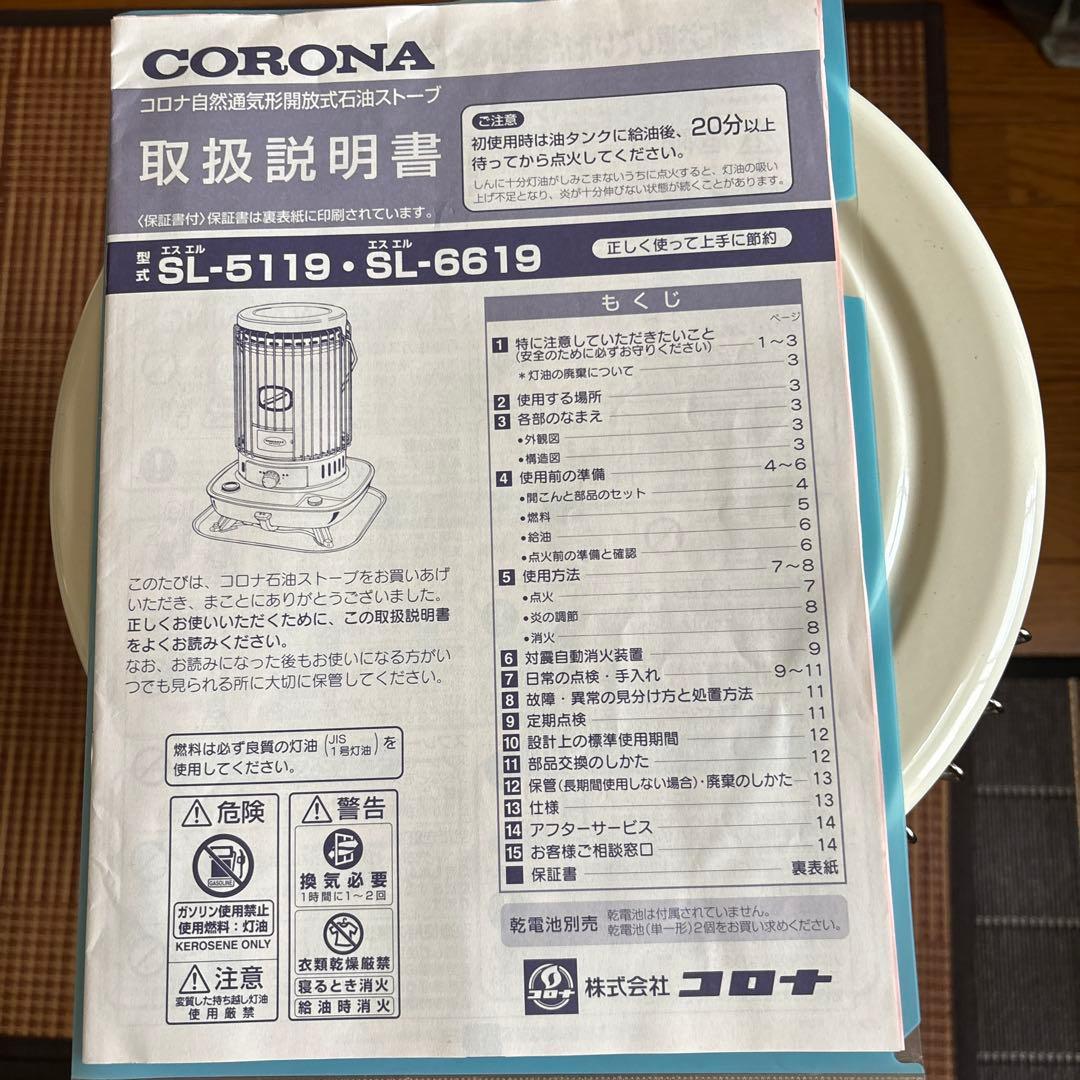 CORONA
コロナ自然通気形開放式石油ストーブ
取扱説明書
〈保証書付〉保証書は裏表紙に印刷されています。
ご注意
初使用時は油タンクに給油後、20分以上
待ってから点火してください。
しんに十分灯油がしみこまないうちに点火すると、灯油の吸い
上げ不足となり、炎が十分伸びない状態が続くことがあります。
型式 エス エル SL-5119・エス エル SL-6619
正しく使って上手に節約
もくじ
ページ
1 特に注意していただきたいこと 1～3
(安全のために必ずお守りください)
＊灯油の廃棄について 3
2 使用する場所 3
3 各部のなまえ 3
●外観図 3
●構造図 3
4 使用前の準備 4～6
●開こんと部品のセット 4
●燃料 5
●給油 6
●点火前の準備と確認 6
5 使用方法 7～8
●点火 7
●炎の調節 8
●消火 8
6 対震自動消火装置 9
7 日常の点検・手入れ 9～11
8 故障・異常の見分け方と処置方法 11
9 定期点検 11
10 設計上の標準使用期間 12
11 部品交換のしかた 12
12 保管(長期間使用しない場合)・廃棄のしかた 13
13 仕様 13
14 アフターサービス 14
15 お客様ご相談窓口 14
■ 保証書 裏表紙
このたびは、コロナ石油ストーブをお買いあげ
いただき、まことにありがとうございました。
正しくお使いいただくために、この取扱説明書
をよくお読みください。
なお、お読みになった後もお使いになる方がい
つでも見られる所に大切に保管してください。
燃料は必ず良質の灯油(JIS 1号灯油)を
使用してください。
危険
GASOLINE
ガソリン使用禁止
使用燃料：灯油
KEROSENE ONLY
注意
変質した持ち越し灯油
使用厳禁
警告
換気必要
1時間に1～2回
衣類乾燥厳禁
寝るとき消火
給油時消火
乾電池別売 乾電池は付属されていません。
乾電池(単一形)2個をお買い求めください。
コロナ
株式会社 コロナ